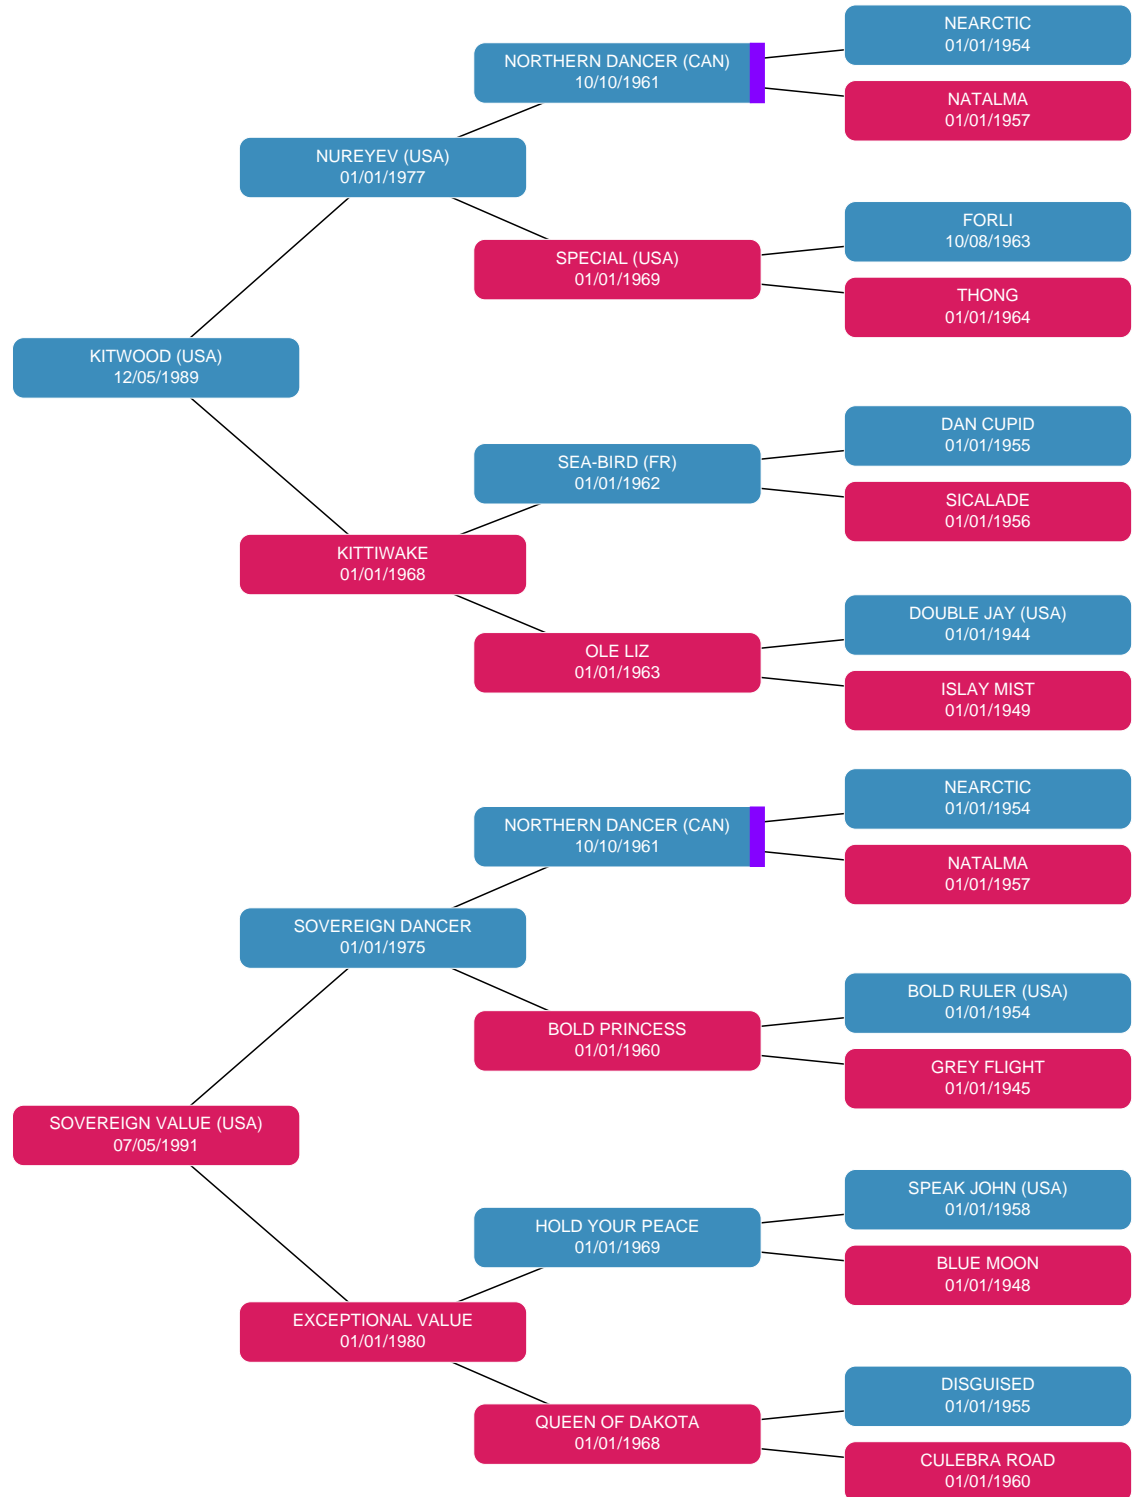 NEARCTIC
01/01/1954
NORTHERN DANCER (CAN)
10/10/1961
NATALMA
01/01/1957
NUREYEV (USA)
01/01/1977
FORLI
10/08/1963
SPECIAL (USA)
01/01/1969
THONG
01/01/1964
KITWOOD (USA)
12/05/1989
DAN CUPID
01/01/1955
SEA-BIRD (FR)
01/01/1962
SICALADE
01/01/1956
KITTIWAKE
01/01/1968
DOUBLE JAY (USA)
01/01/1944
OLE LIZ
01/01/1963
ISLAY MIST
01/01/1949
NEARCTIC
01/01/1954
NORTHERN DANCER (CAN)
10/10/1961
NATALMA
01/01/1957
SOVEREIGN DANCER
01/01/1975
BOLD RULER (USA)
01/01/1954
BOLD PRINCESS
01/01/1960
GREY FLIGHT
01/01/1945
SOVEREIGN VALUE (USA)
07/05/1991
SPEAK JOHN (USA)
01/01/1958
HOLD YOUR PEACE
01/01/1969
BLUE MOON
01/01/1948
EXCEPTIONAL VALUE
01/01/1980
DISGUISED
01/01/1955
QUEEN OF DAKOTA
01/01/1968
CULEBRA ROAD
01/01/1960